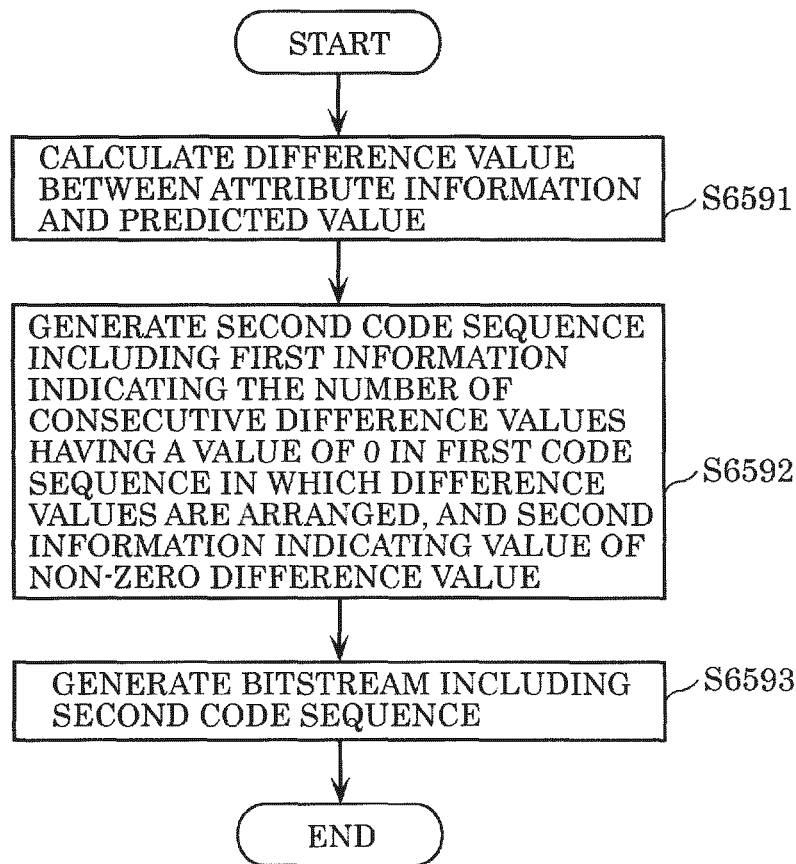 START
CALCULATE DIFFERENCE VALUE
BETWEEN ATTRIBUTE INFORMATION
AND PREDICTED VALUE
S6591
GENERATE SECOND CODE SEQUENCE
INCLUDING FIRST INFORMATION
INDICATING THE NUMBER OF
CONSECUTIVE DIFFERENCE VALUES
HAVING A VALUE OF 0 IN FIRST CODE
SEQUENCE IN WHICH DIFFERENCE
VALUES ARE ARRANGED, AND SECOND
INFORMATION INDICATING VALUE OF
NON-ZERO DIFFERENCE VALUE
S6592
GENERATE BITSTREAM INCLUDING
SECOND CODE SEQUENCE
S6593
END